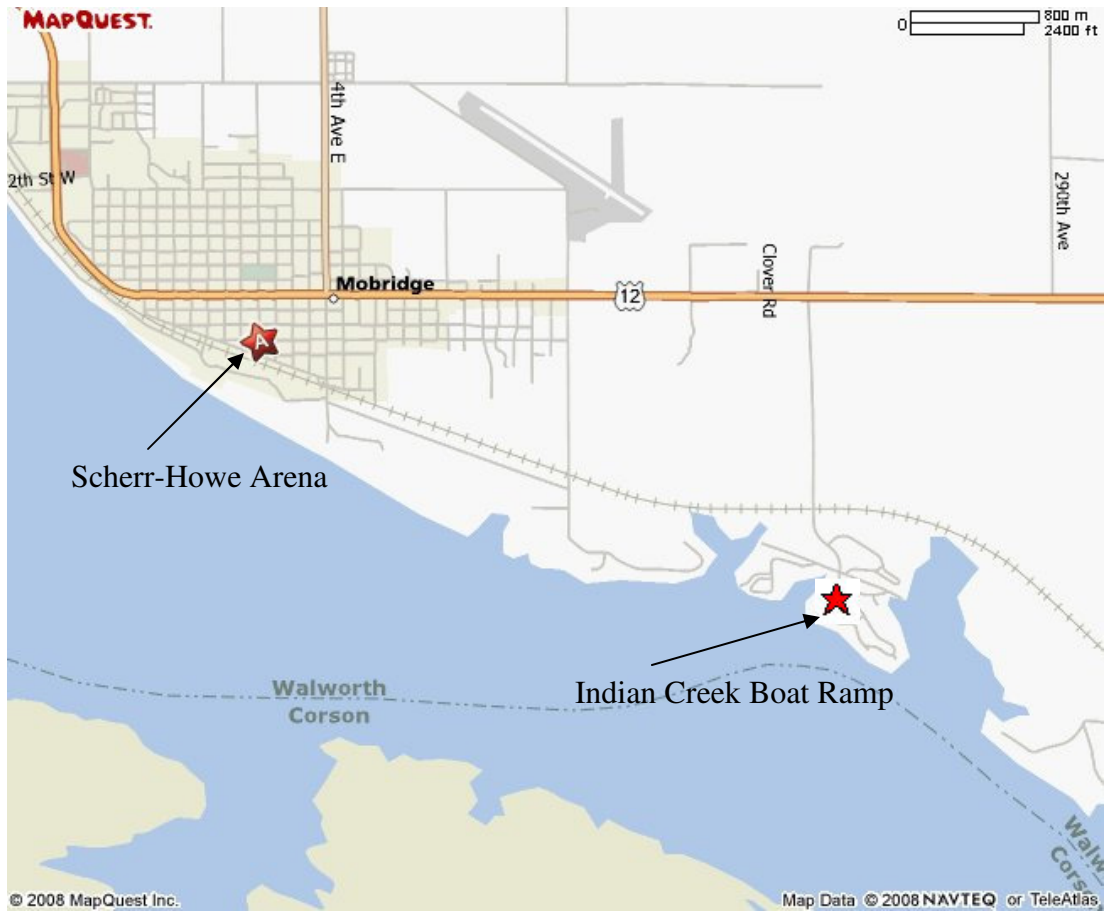 MAPQUEST.
0
800 m
2400 ft
4th Ave E
2th St W
290th Ave
Clover Rd
Mobridge
12
A
Scherr-Howe Arena
Walworth
Corson
Indian Creek Boat Ramp
Walw
Corso
© 2008 MapQuest Inc.
Map Data © 2008 NAVTEQ or TeleAtlas